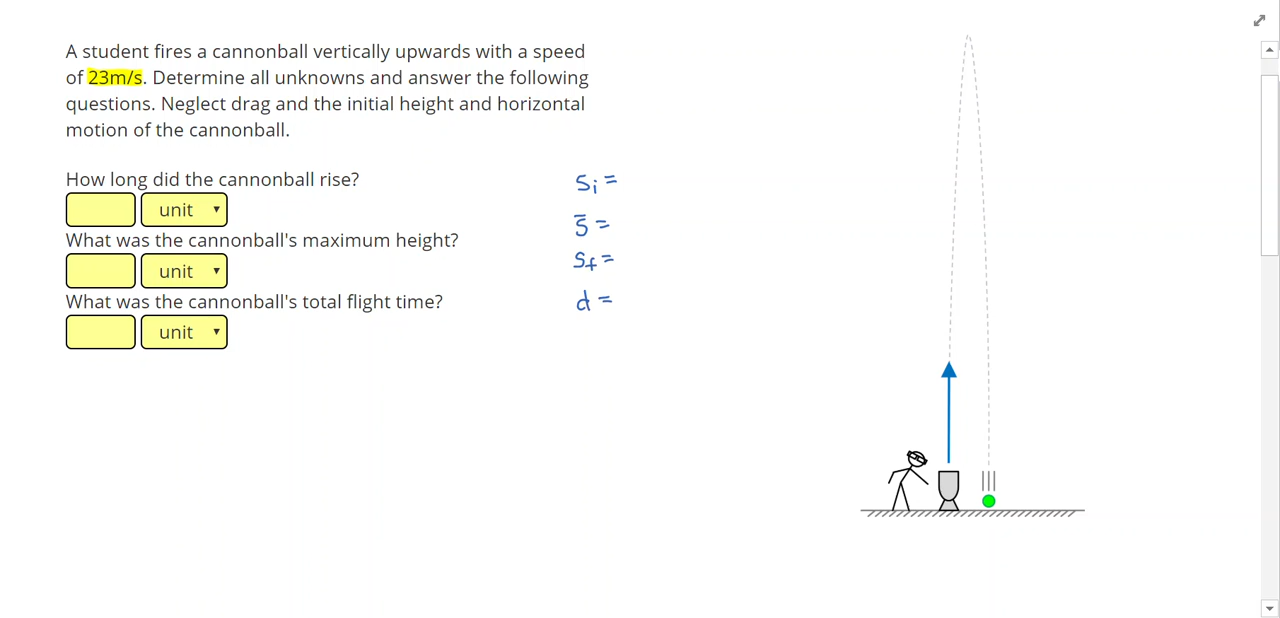 A student fires a cannonball vertically upwards with a speed
of 23m/s. Determine all unknowns and answer the following
questions. Neglect drag and the initial height and horizontal
motion of the cannonball.
How long did the cannonball rise?
unit
What was the cannonball's maximum height?
unit
What was the cannonball's total flight time?
unit
sᵢ =
s̄ =
s_f =
d =